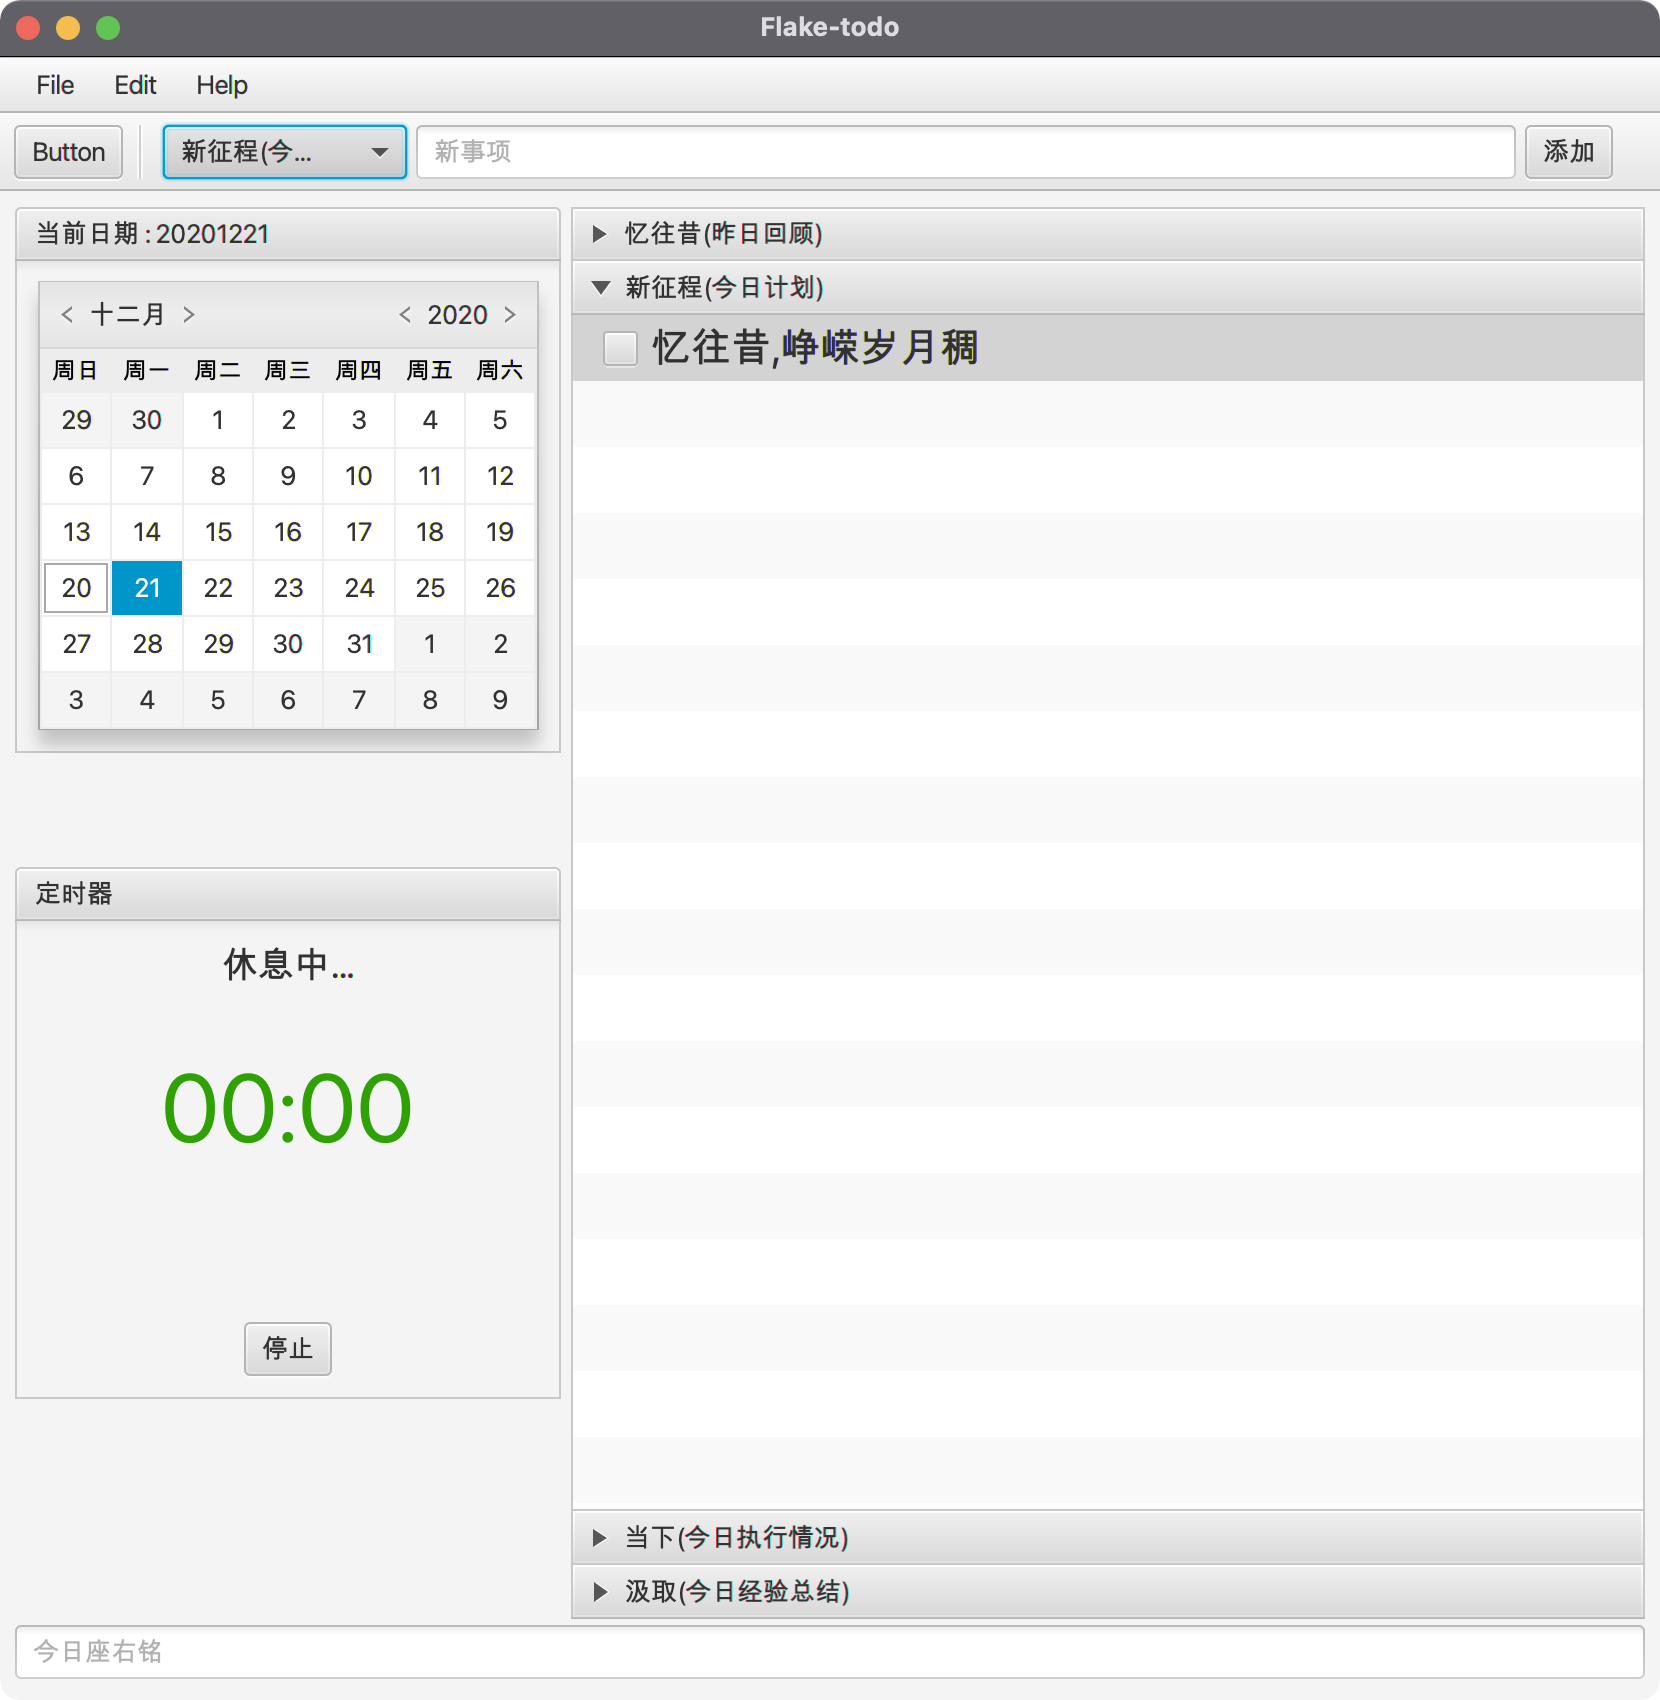 Flake-todo
File Edit Help
Button 新征程(今... 新事项 添加
当前日期:20201221
< 十二月 > < 2020 >
周日 周一 周二 周三 周四 周五 周六
29 30 1 2 3 4 5
6 7 8 9 10 11 12
13 14 15 16 17 18 19
20 21 22 23 24 25 26
27 28 29 30 31 1 2
3 4 5 6 7 8 9
定时器
休息中...
00:00
停止
忆往昔(昨日回顾)
新征程(今日计划)
忆往昔,峥嵘岁月稠
当下(今日执行情况)
汲取(今日经验总结)
今日座右铭